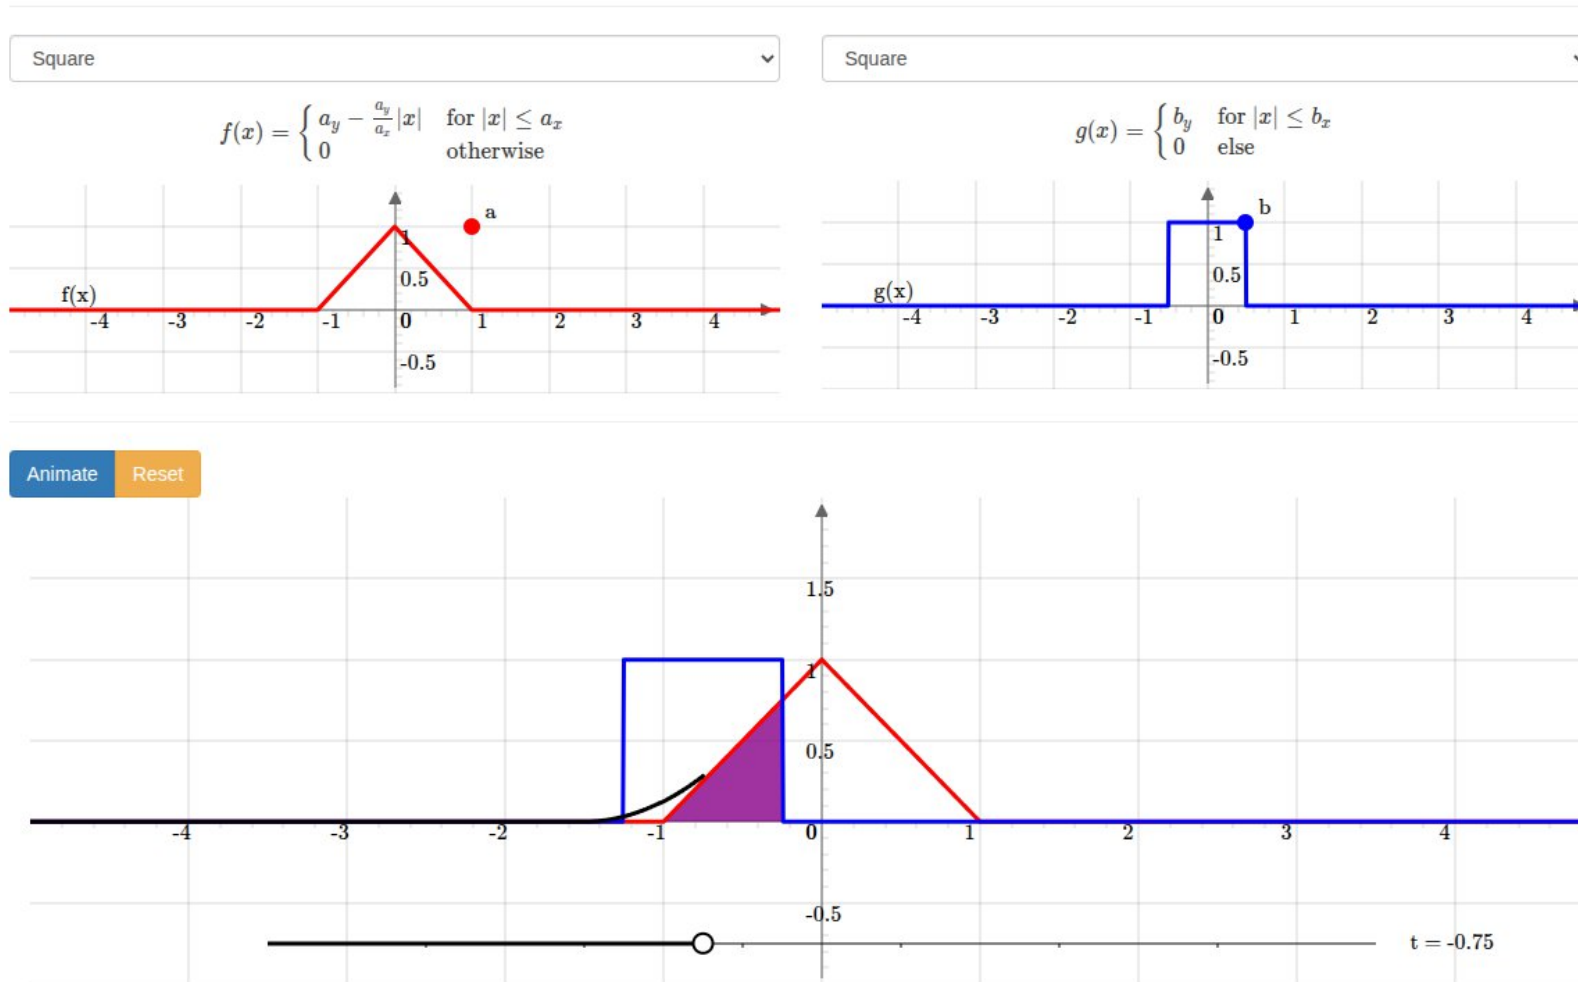 Square
Square
f(x) = { a_y − a_y/a_x |x| for |x| ≤ a_x
0 otherwise
g(x) = { b_y for |x| ≤ b_x
0 else
a
1
0.5
f(x)
-4 -3 -2 -1 0 1 2 3 4
-0.5
b
1
0.5
g(x)
-4 -3 -2 -1 0 1 2 3 4
-0.5
Animate Reset
1.5
1
0.5
-4 -3 -2 -1 0 1 2 3 4
-0.5
t = -0.75